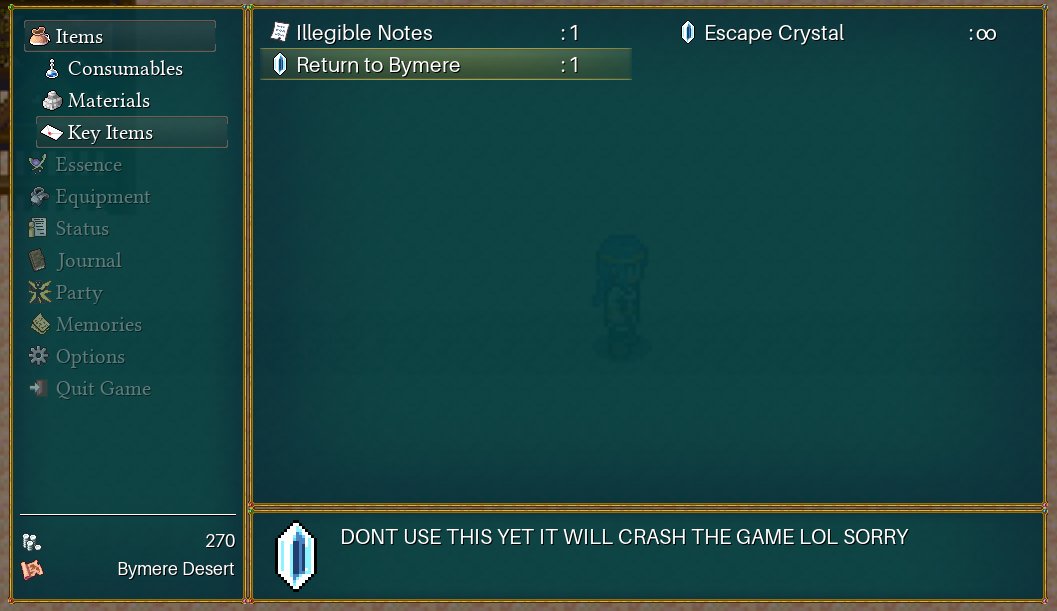 Items
Consumables
Materials
Key Items
Essence
Equipment
Status
Journal
Party
Memories
Options
Quit Game
270
Bymere Desert
Illegible Notes :1 Escape Crystal :∞
Return to Bymere :1
DONT USE THIS YET IT WILL CRASH THE GAME LOL SORRY